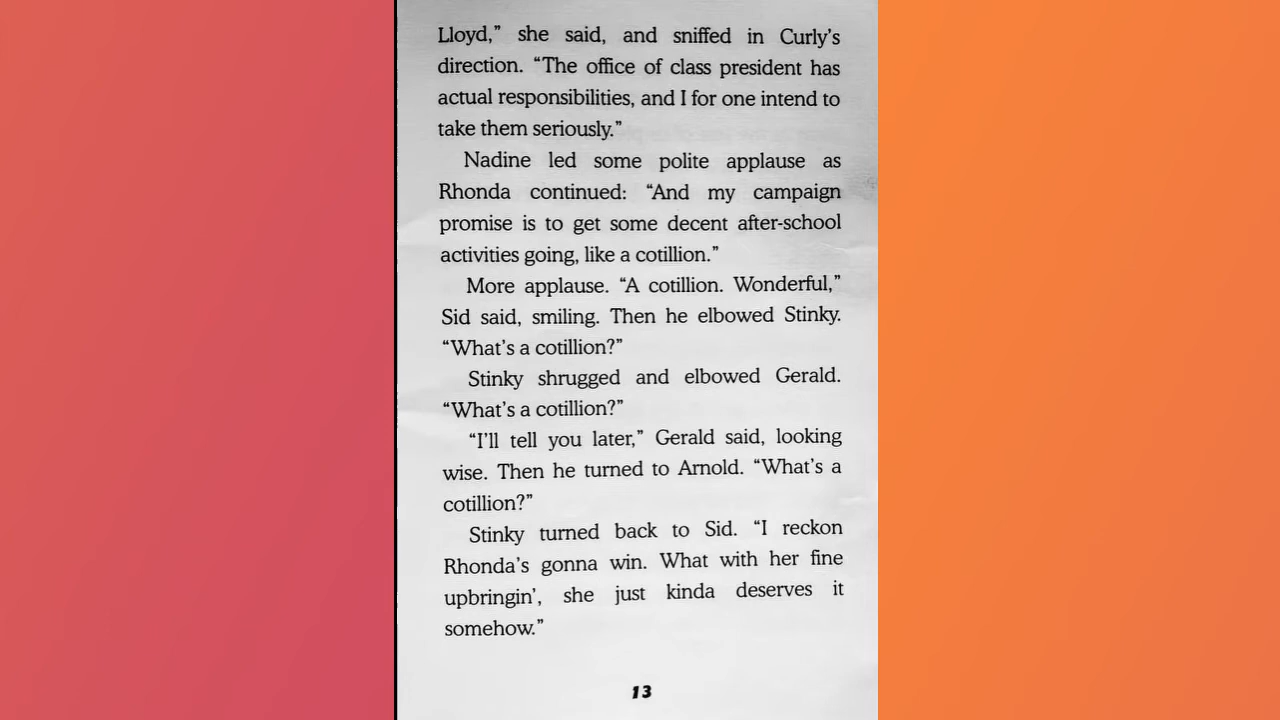 Lloyd,” she said, and sniffed in Curly’s
direction. “The office of class president has
actual responsibilities, and I for one intend to
take them seriously.”
Nadine led some polite applause as
Rhonda continued: “And my campaign
promise is to get some decent after-school
activities going, like a cotillion.”
More applause. “A cotillion. Wonderful,”
Sid said, smiling. Then he elbowed Stinky.
“What’s a cotillion?”
Stinky shrugged and elbowed Gerald.
“What’s a cotillion?”
“I’ll tell you later,” Gerald said, looking
wise. Then he turned to Arnold. “What’s a
cotillion?”
Stinky turned back to Sid. “I reckon
Rhonda’s gonna win. What with her fine
upbringin’, she just kinda deserves it
somehow.”
13